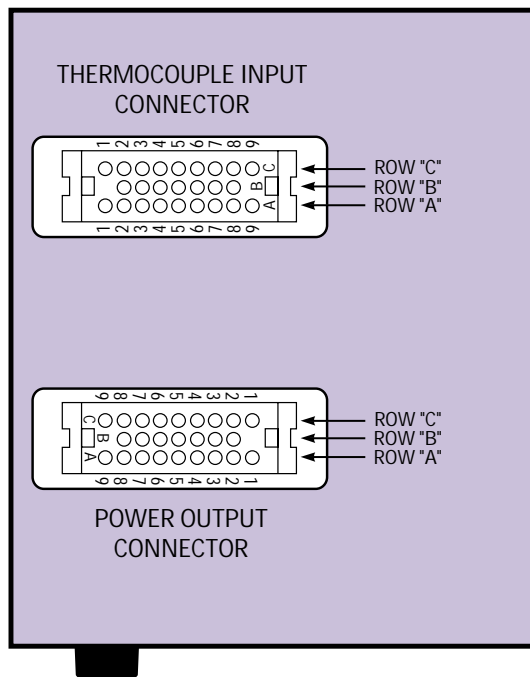 THERMOCOUPLE INPUT
CONNECTOR
1 2 3 4 5 6 7 8 9
C
B
A
1 2 3 4 5 6 7 8 9
ROW "C"
ROW "B"
ROW "A"
9 8 7 6 5 4 3 2 1
C
B
A
9 8 7 6 5 4 3 2 1
ROW "C"
ROW "B"
ROW "A"
POWER OUTPUT
CONNECTOR